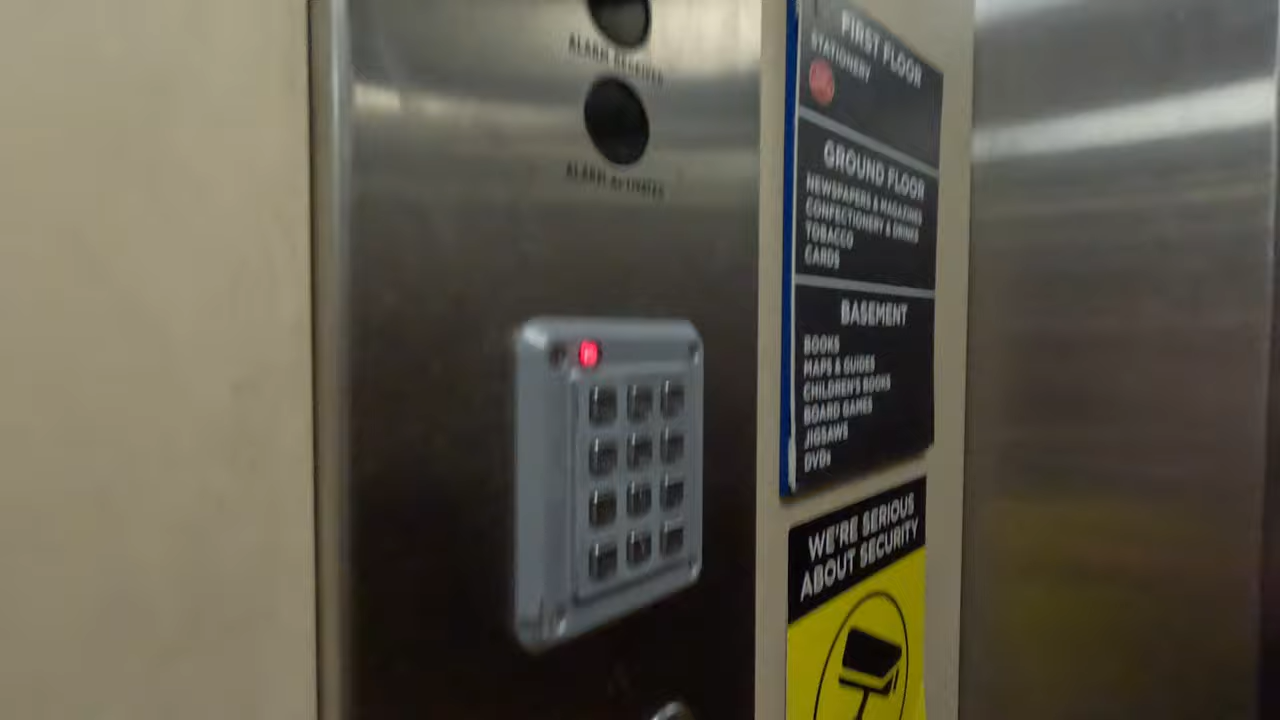 ALARM RECEIVED
ALARM ACTIVATED
FIRST FLOOR
STATIONERY
GROUND FLOOR
NEWSPAPERS & MAGAZINES
CONFECTIONERY & DRINKS
TOBACCO
CARDS
BASEMENT
BOOKS
MAPS & GUIDES
CHILDREN'S BOOKS
BOARD GAMES
JIGSAWS
DVDs
WE'RE SERIOUS
ABOUT SECURITY